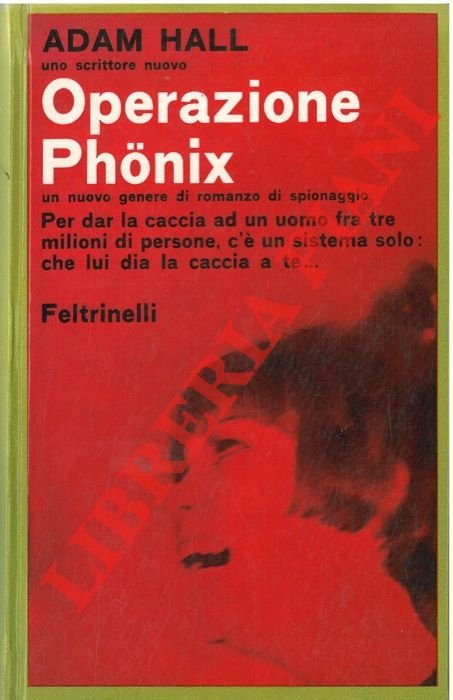 ADAM HALL
uno scrittore nuovo
Operazione
Phönix
un nuovo genere di romanzo di spionaggio
Per dar la caccia ad un uomo fra tre
milioni di persone, c'è un sistema solo:
che lui dia la caccia a te...
Feltrinelli
LIBRERIA PIANI